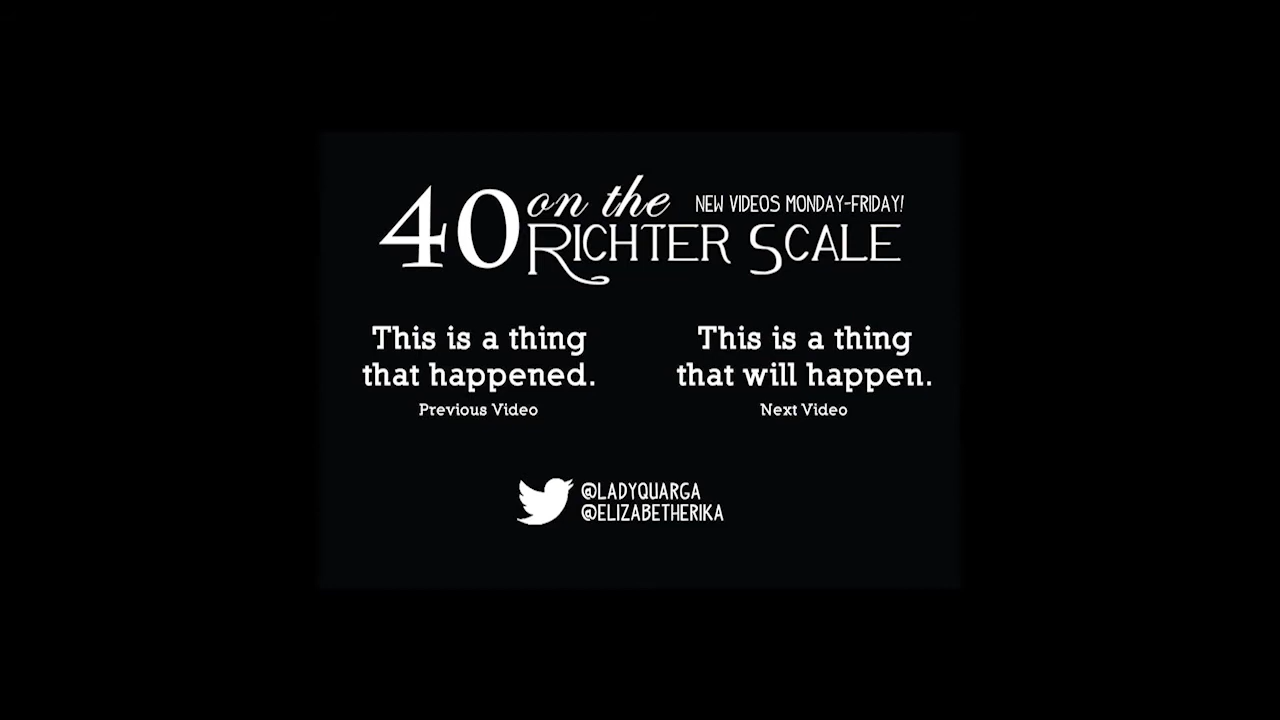 40 on the
NEW VIDEOS MONDAY-FRIDAY!
RICHTER SCALE
This is a thing
that happened.
Previous Video
This is a thing
that will happen.
Next Video
@LADYQUARGA
@ELIZABETHERIKA